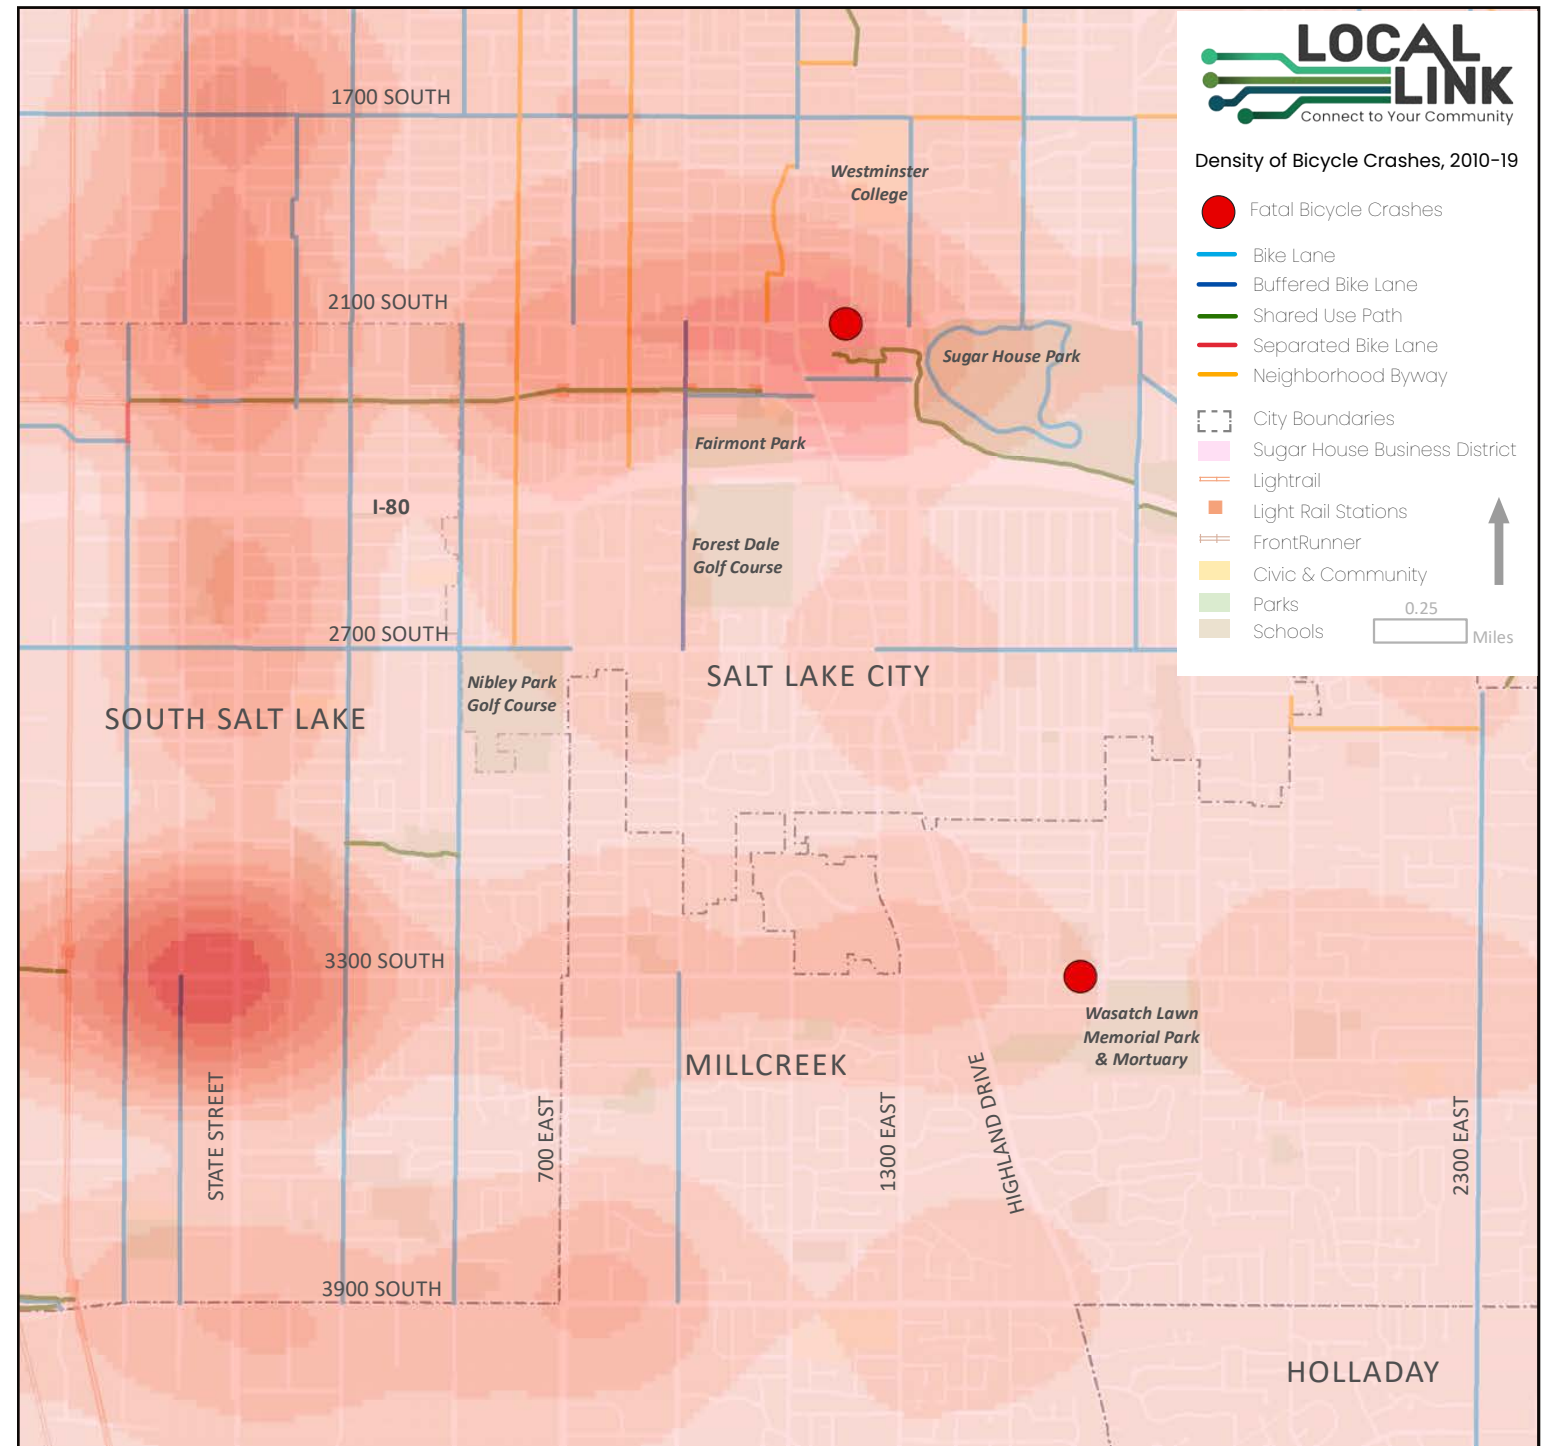 LOCAL
LINK
Connect to Your Community
Density of Bicycle Crashes, 2010-19
Fatal Bicycle Crashes
Bike Lane
Buffered Bike Lane
Shared Use Path
Separated Bike Lane
Neighborhood Byway
City Boundaries
Sugar House Business District
Lightrail
Light Rail Stations
FrontRunner
Civic & Community
Parks
Schools
0.25
Miles
1700 SOUTH
Westminster
College
2100 SOUTH
Sugar House Park
Fairmont Park
I-80
Forest Dale
Golf Course
2700 SOUTH
SALT LAKE CITY
Nibley Park
Golf Course
SOUTH SALT LAKE
3300 SOUTH
Wasatch Lawn
Memorial Park
& Mortuary
MILLCREEK
STATE STREET
700 EAST
1300 EAST
HIGHLAND DRIVE
2300 EAST
3900 SOUTH
HOLLADAY